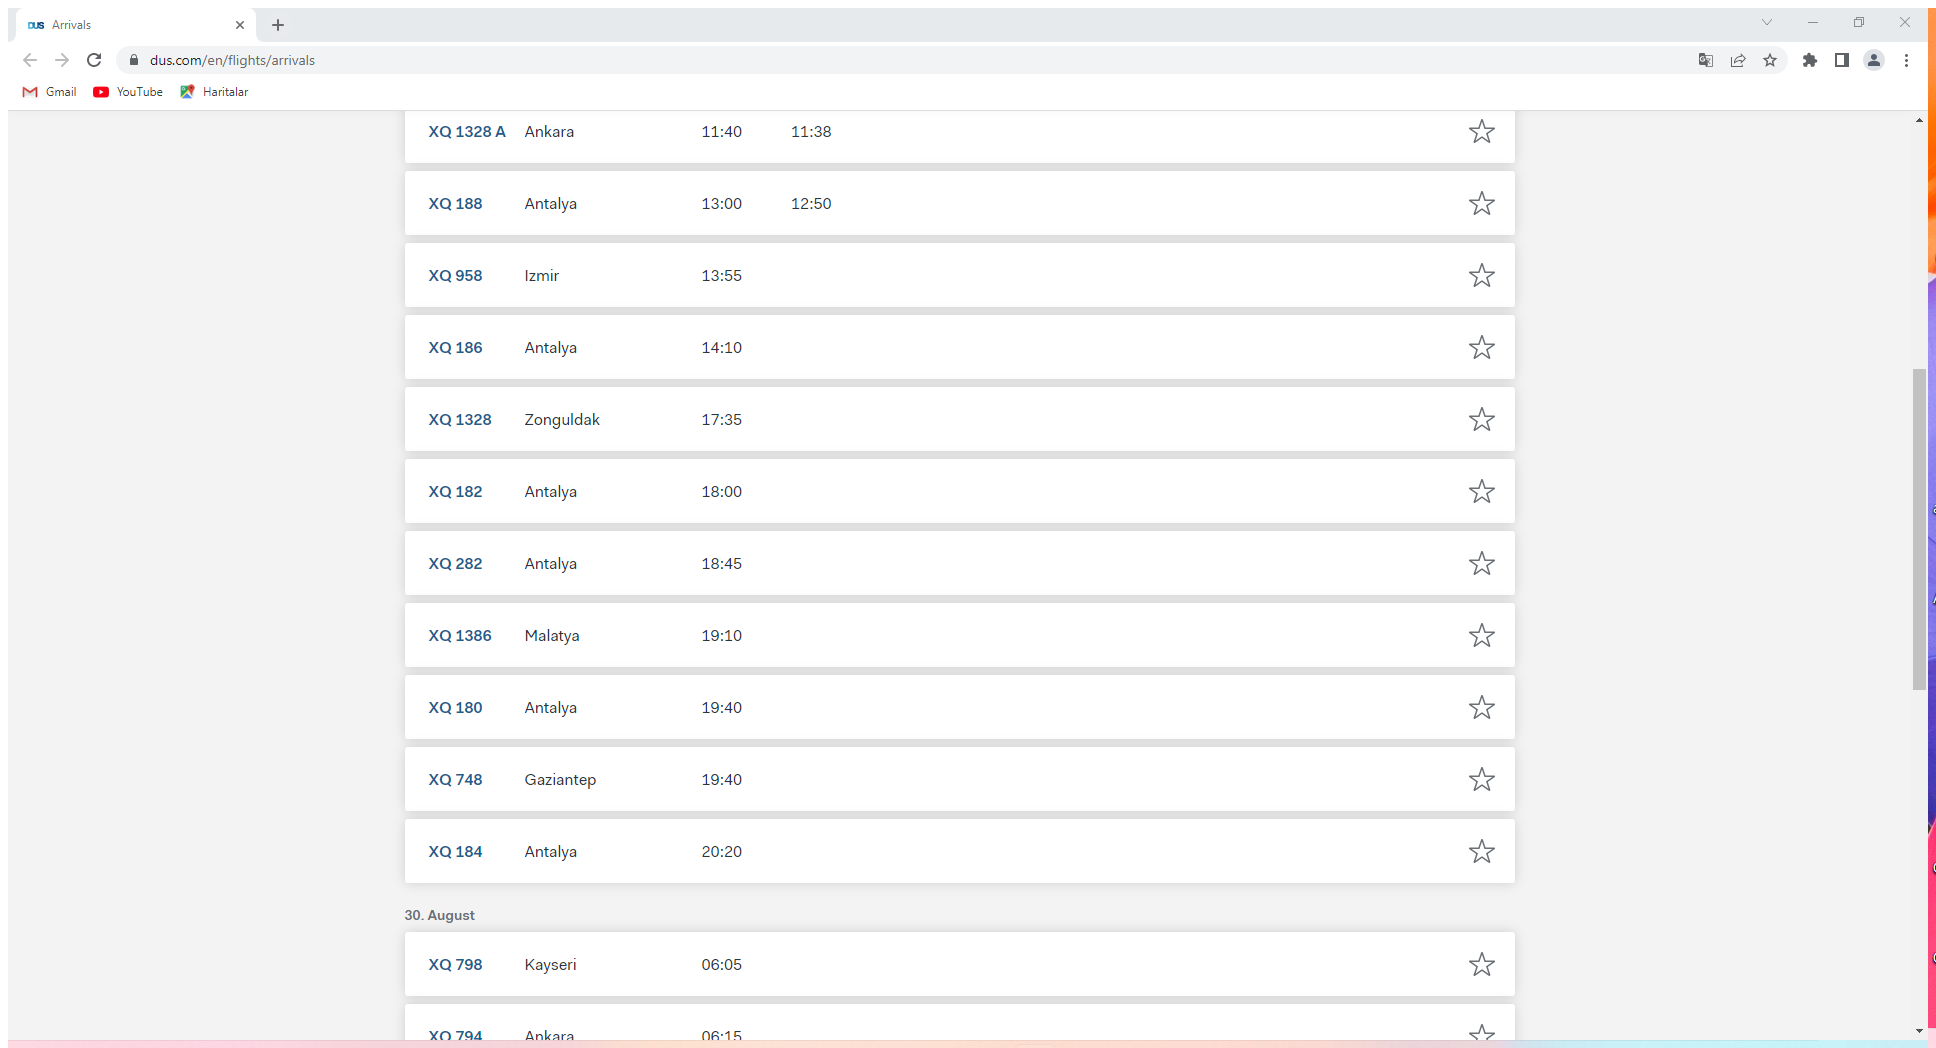 DUS Arrivals
dus.com/en/flights/arrivals
Gmail YouTube Haritalar
XQ 1328 A Ankara 11:40 11:38
XQ 188 Antalya 13:00 12:50
XQ 958 Izmir 13:55
XQ 186 Antalya 14:10
XQ 1328 Zonguldak 17:35
XQ 182 Antalya 18:00
XQ 282 Antalya 18:45
XQ 1386 Malatya 19:10
XQ 180 Antalya 19:40
XQ 748 Gaziantep 19:40
XQ 184 Antalya 20:20
30. August
XQ 798 Kayseri 06:05
XQ 794 Ankara 06:15